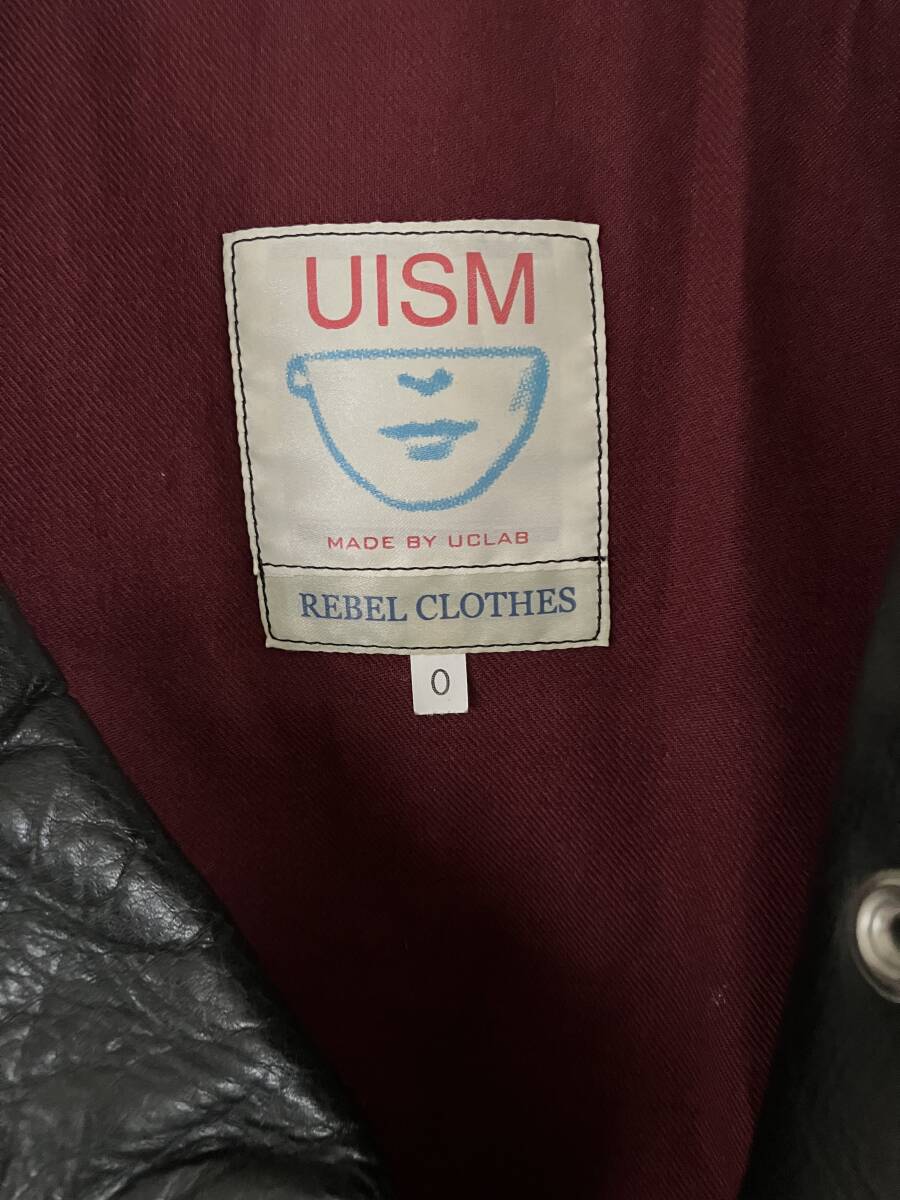 UISM
MADE BY UCLAB
REBEL CLOTHES
0